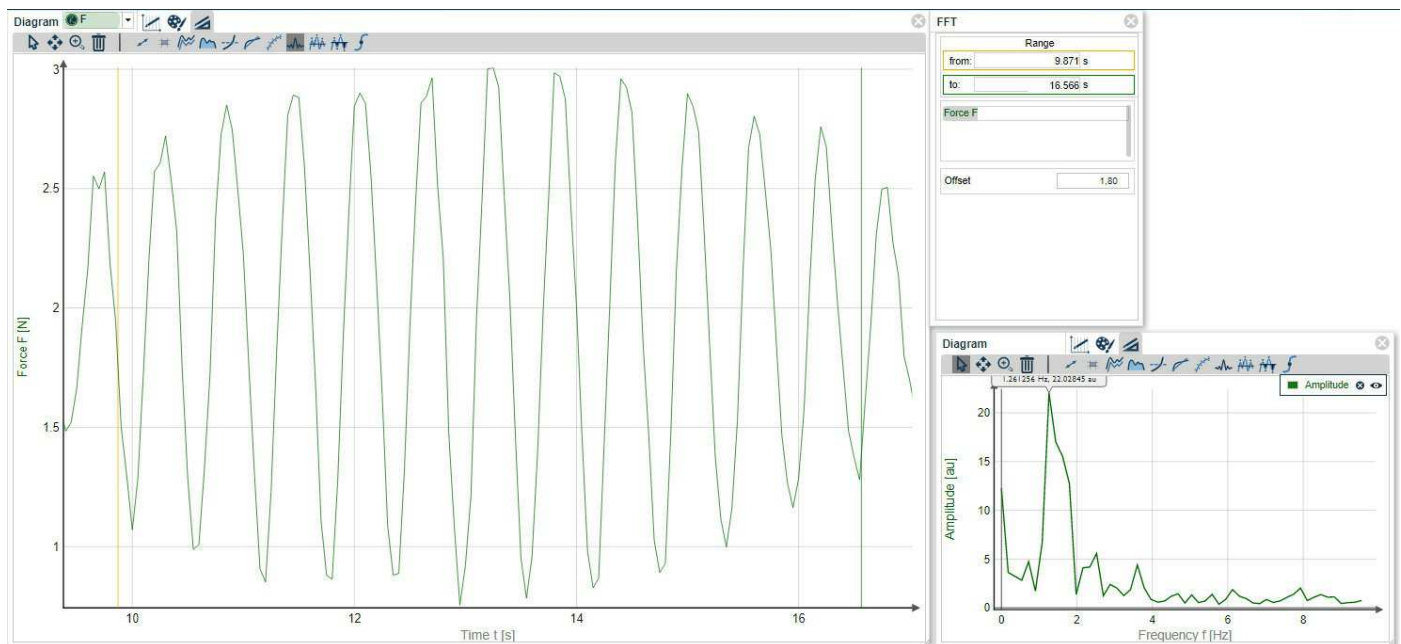 Diagram F
3
2.5
2
1.5
1
Force F [N]
10 12 14 16
Time t [s]
FFT
Range
from: 9.871 s
to: 16.566 s
Force F
Offset 1,80
Diagram
1.261256 Hz, 22.02845 au
Amplitude
20
15
10
5
0
Amplitude [au]
0 2 4 6 8
Frequency f [Hz]